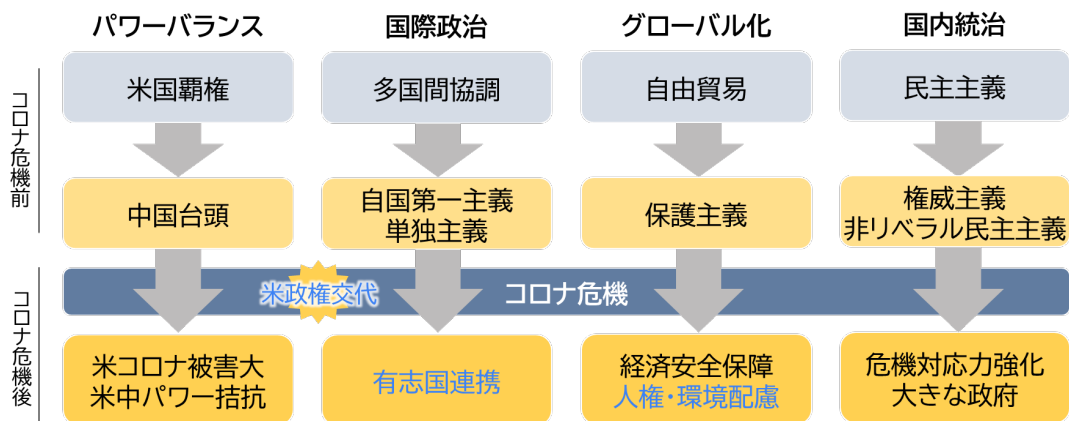 パワーバランス
国際政治
グローバル化
国内統治
コロナ危機前
米国覇権
多国間協調
自由貿易
民主主義
中国台頭
自国第一主義
単独主義
保護主義
権威主義
非リベラル民主主義
米政権交代
コロナ危機
コロナ危機後
米コロナ被害大
米中パワー拮抗
有志国連携
経済安全保障
人権・環境配慮
危機対応力強化
大きな政府